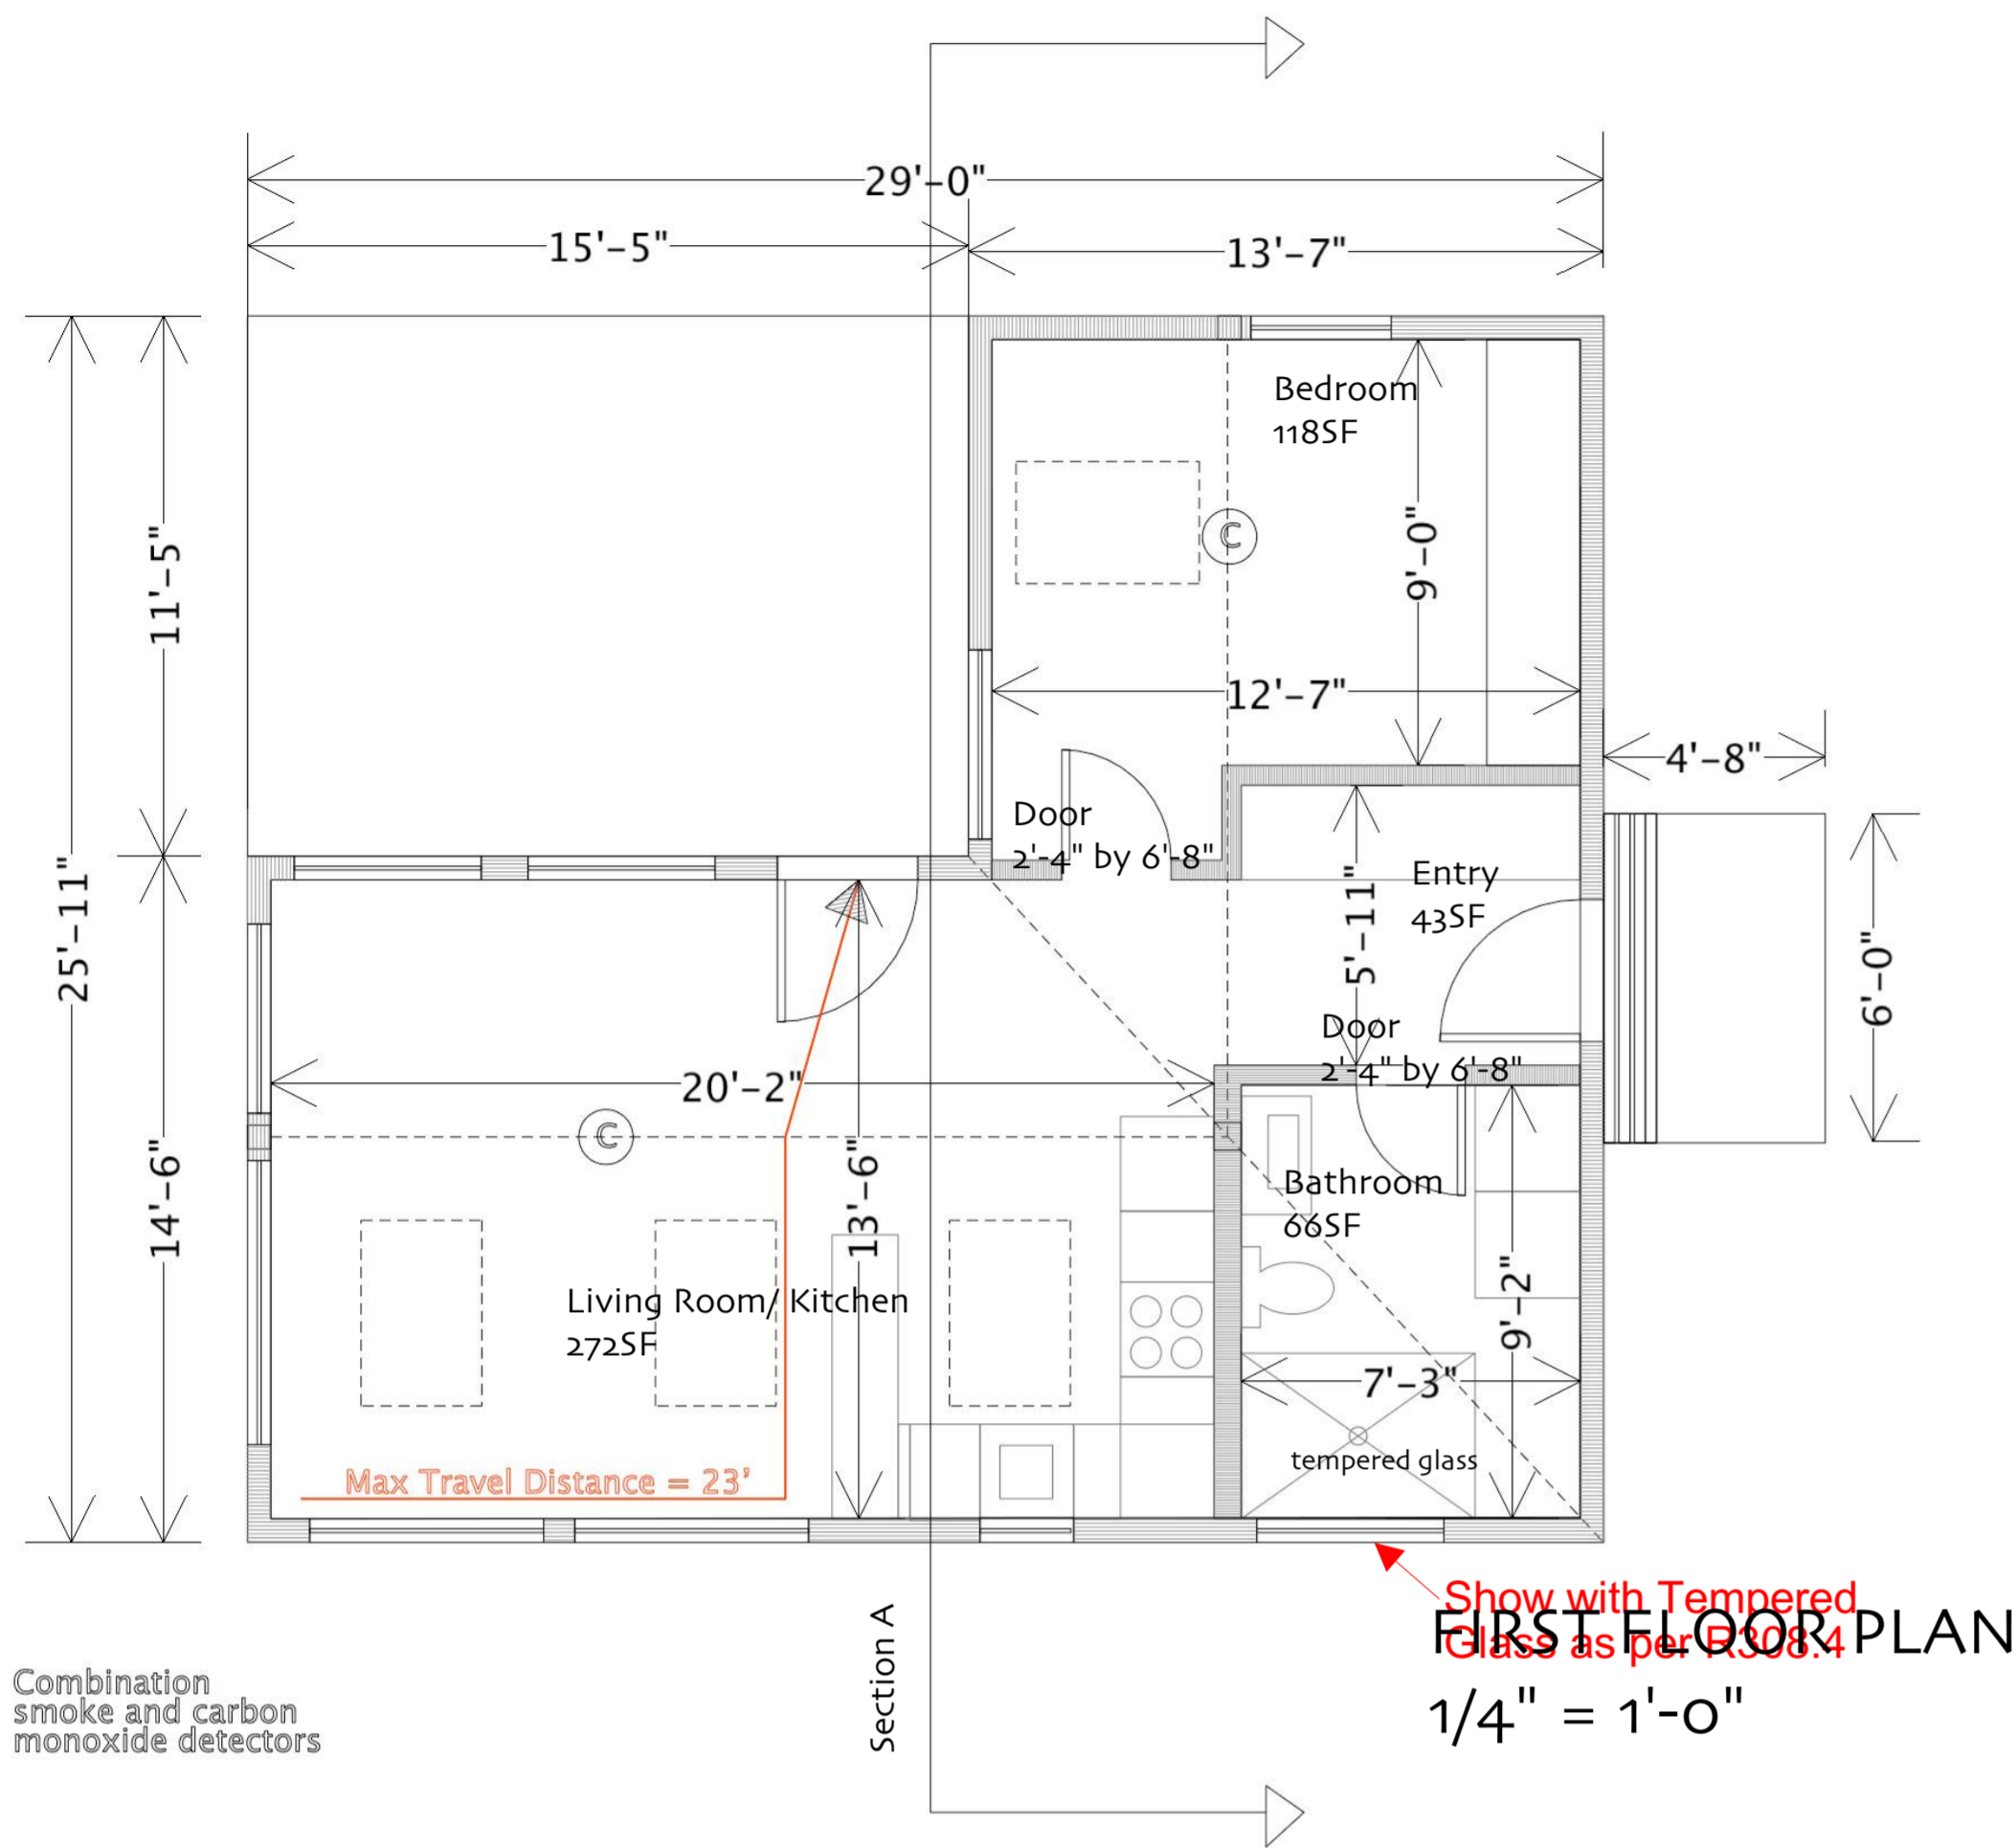 29'-0"
15'-5"
13'-7"
Bedroom
118SF
C
9'-0"
11'-5"
12'-7"
4'-8"
Door
2'-4" by 6'-8"
Entry
43SF
5'-11"
25'-11"
6'-0"
Door
2'-4" by 6'-8"
20'-2"
C
13'-6"
14'-6"
Bathroom
66SF
Living Room/ Kitchen
272SF
9'-2"
7'-3"
tempered glass
Max Travel Distance = 23’
Show with Tempered
Glass as per R308.4
FIRST FLOOR PLAN
1/4" = 1'-0"
Section A
Combination
smoke and carbon
monoxide detectors